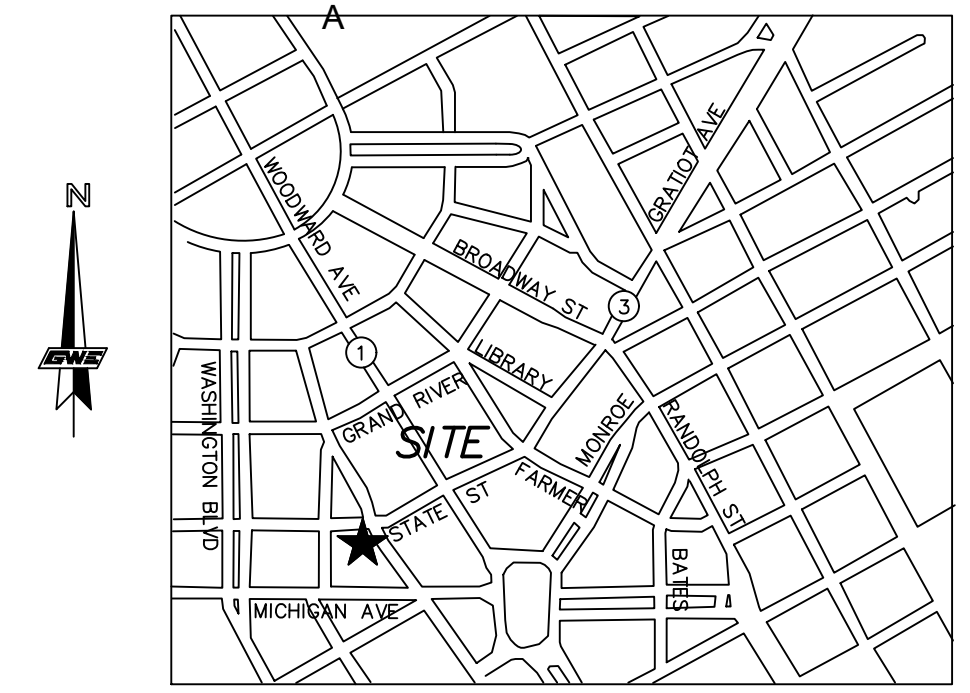 A
N
GWE
WOODWARD AVE
GRATIOT AVE
BROADWAY ST
3
1
LIBRARY
WASHINGTON BLVD
GRAND RIVER
SITE
MONROE
RANDOLPH ST
FARMER
STATE ST
BATES
MICHIGAN AVE